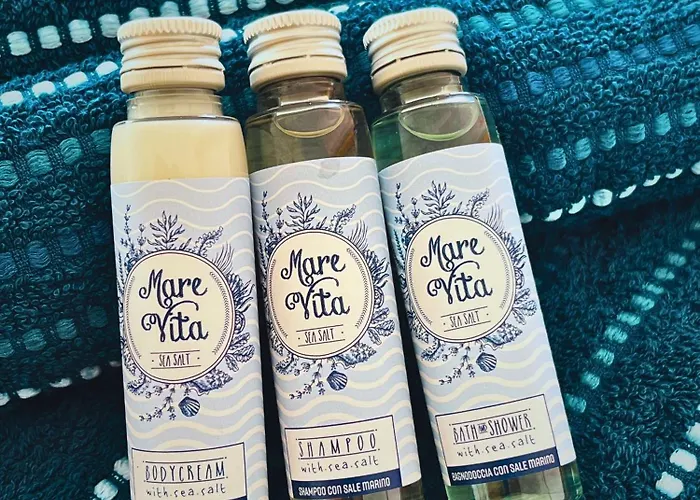 Mare
Vita
SEA SALT
BODYCREAM
with.sea.salt
Mare
Vita
SEA SALT
SHAMPOO
with.sea.salt
SHAMPOO CON SALE MARINO
Mare
Vita
SEA SALT
BATH AND SHOWER
with.sea.salt
BAGNODOCCIA CON SALE MARINO